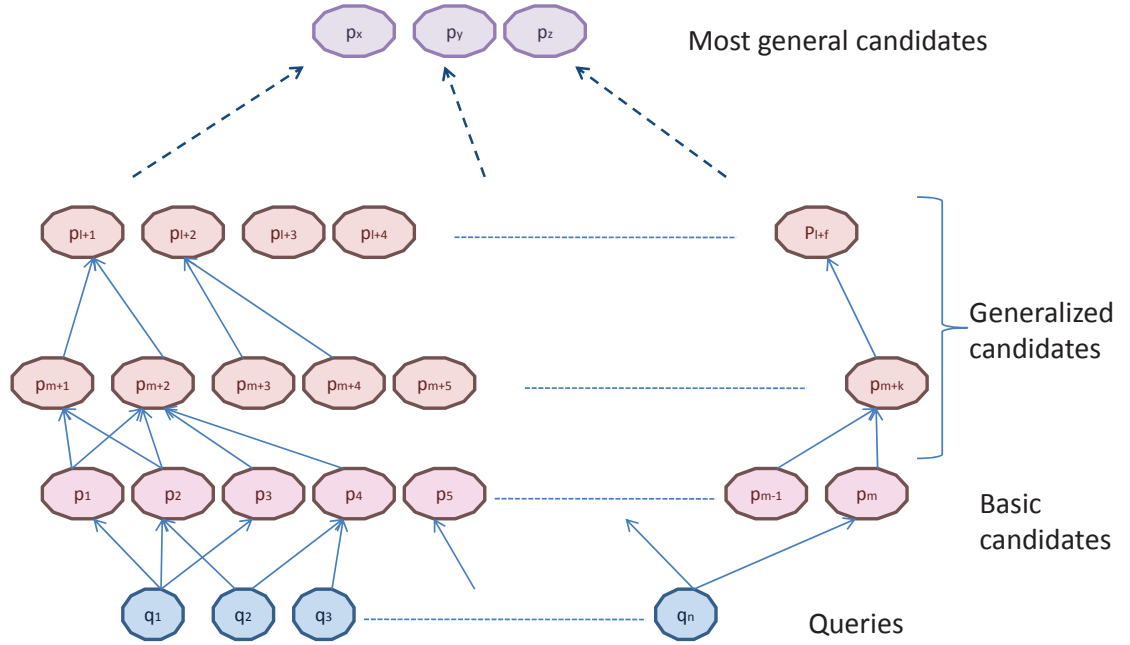 px py pz Most general candidates
pl+1 pl+2 pl+3 pl+4 Pl+f
Generalized
candidates
pm+1 pm+2 pm+3 pm+4 pm+5 pm+k
p1 p2 p3 p4 p5 pm-1 pm
Basic
candidates
q1 q2 q3 qn
Queries